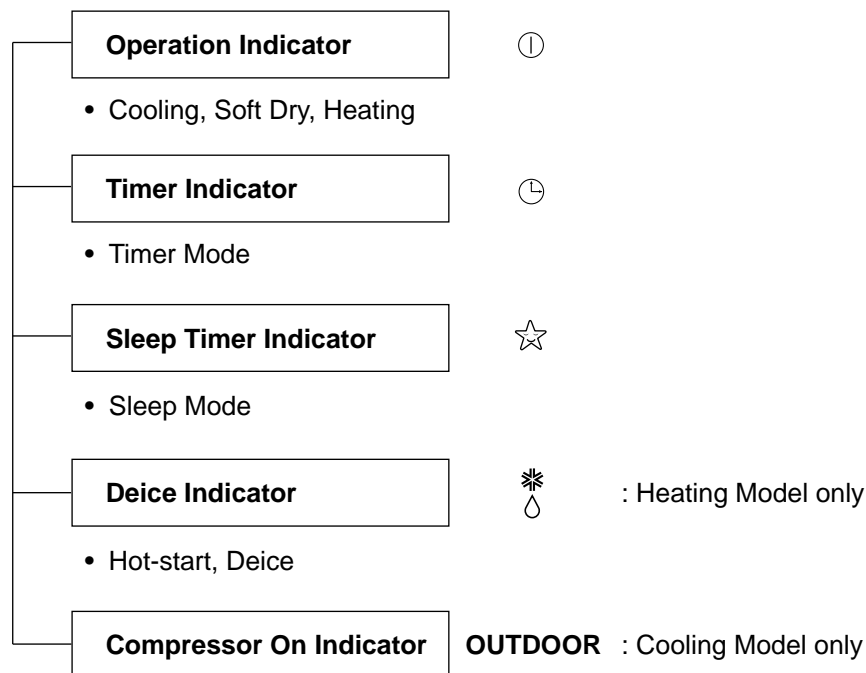 Operation Indicator
• Cooling, Soft Dry, Heating
Timer Indicator
• Timer Mode
Sleep Timer Indicator
• Sleep Mode
Deice Indicator : Heating Model only
• Hot-start, Deice
Compressor On Indicator OUTDOOR : Cooling Model only